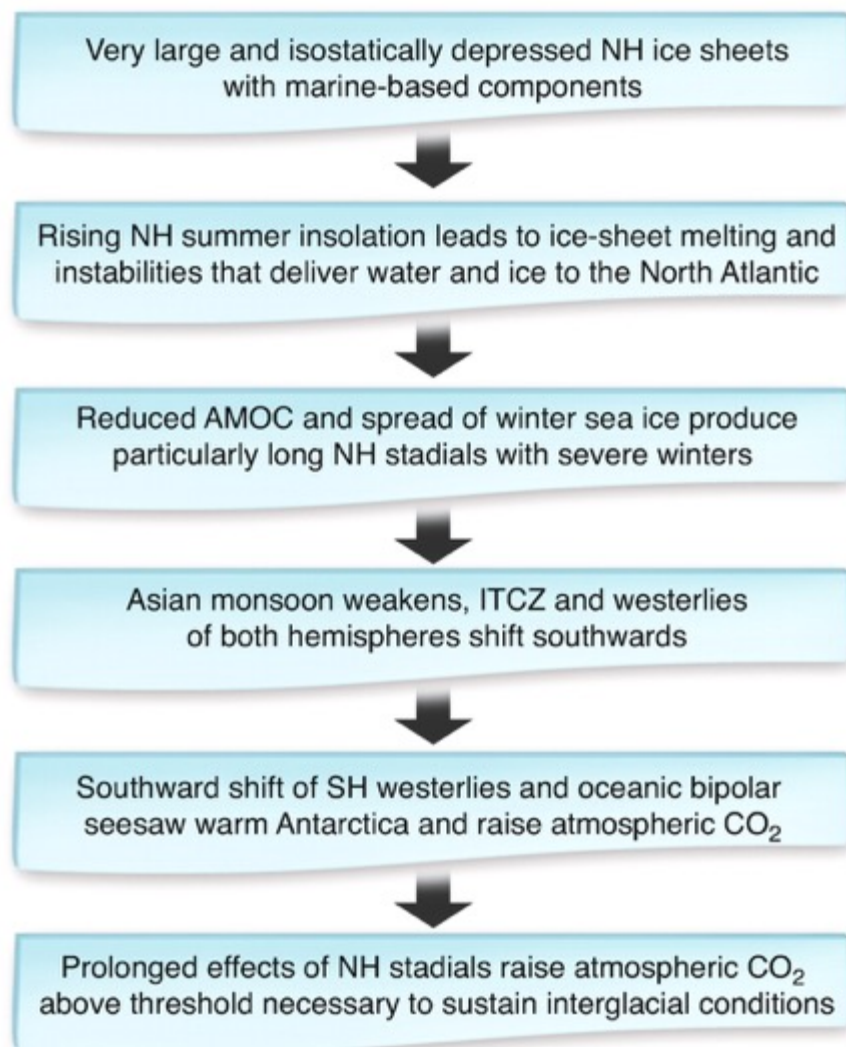 Very large and isostatically depressed NH ice sheets
with marine-based components
Rising NH summer insolation leads to ice-sheet melting and
instabilities that deliver water and ice to the North Atlantic
Reduced AMOC and spread of winter sea ice produce
particularly long NH stadials with severe winters
Asian monsoon weakens, ITCZ and westerlies
of both hemispheres shift southwards
Southward shift of SH westerlies and oceanic bipolar
seesaw warm Antarctica and raise atmospheric CO₂
Prolonged effects of NH stadials raise atmospheric CO₂
above threshold necessary to sustain interglacial conditions